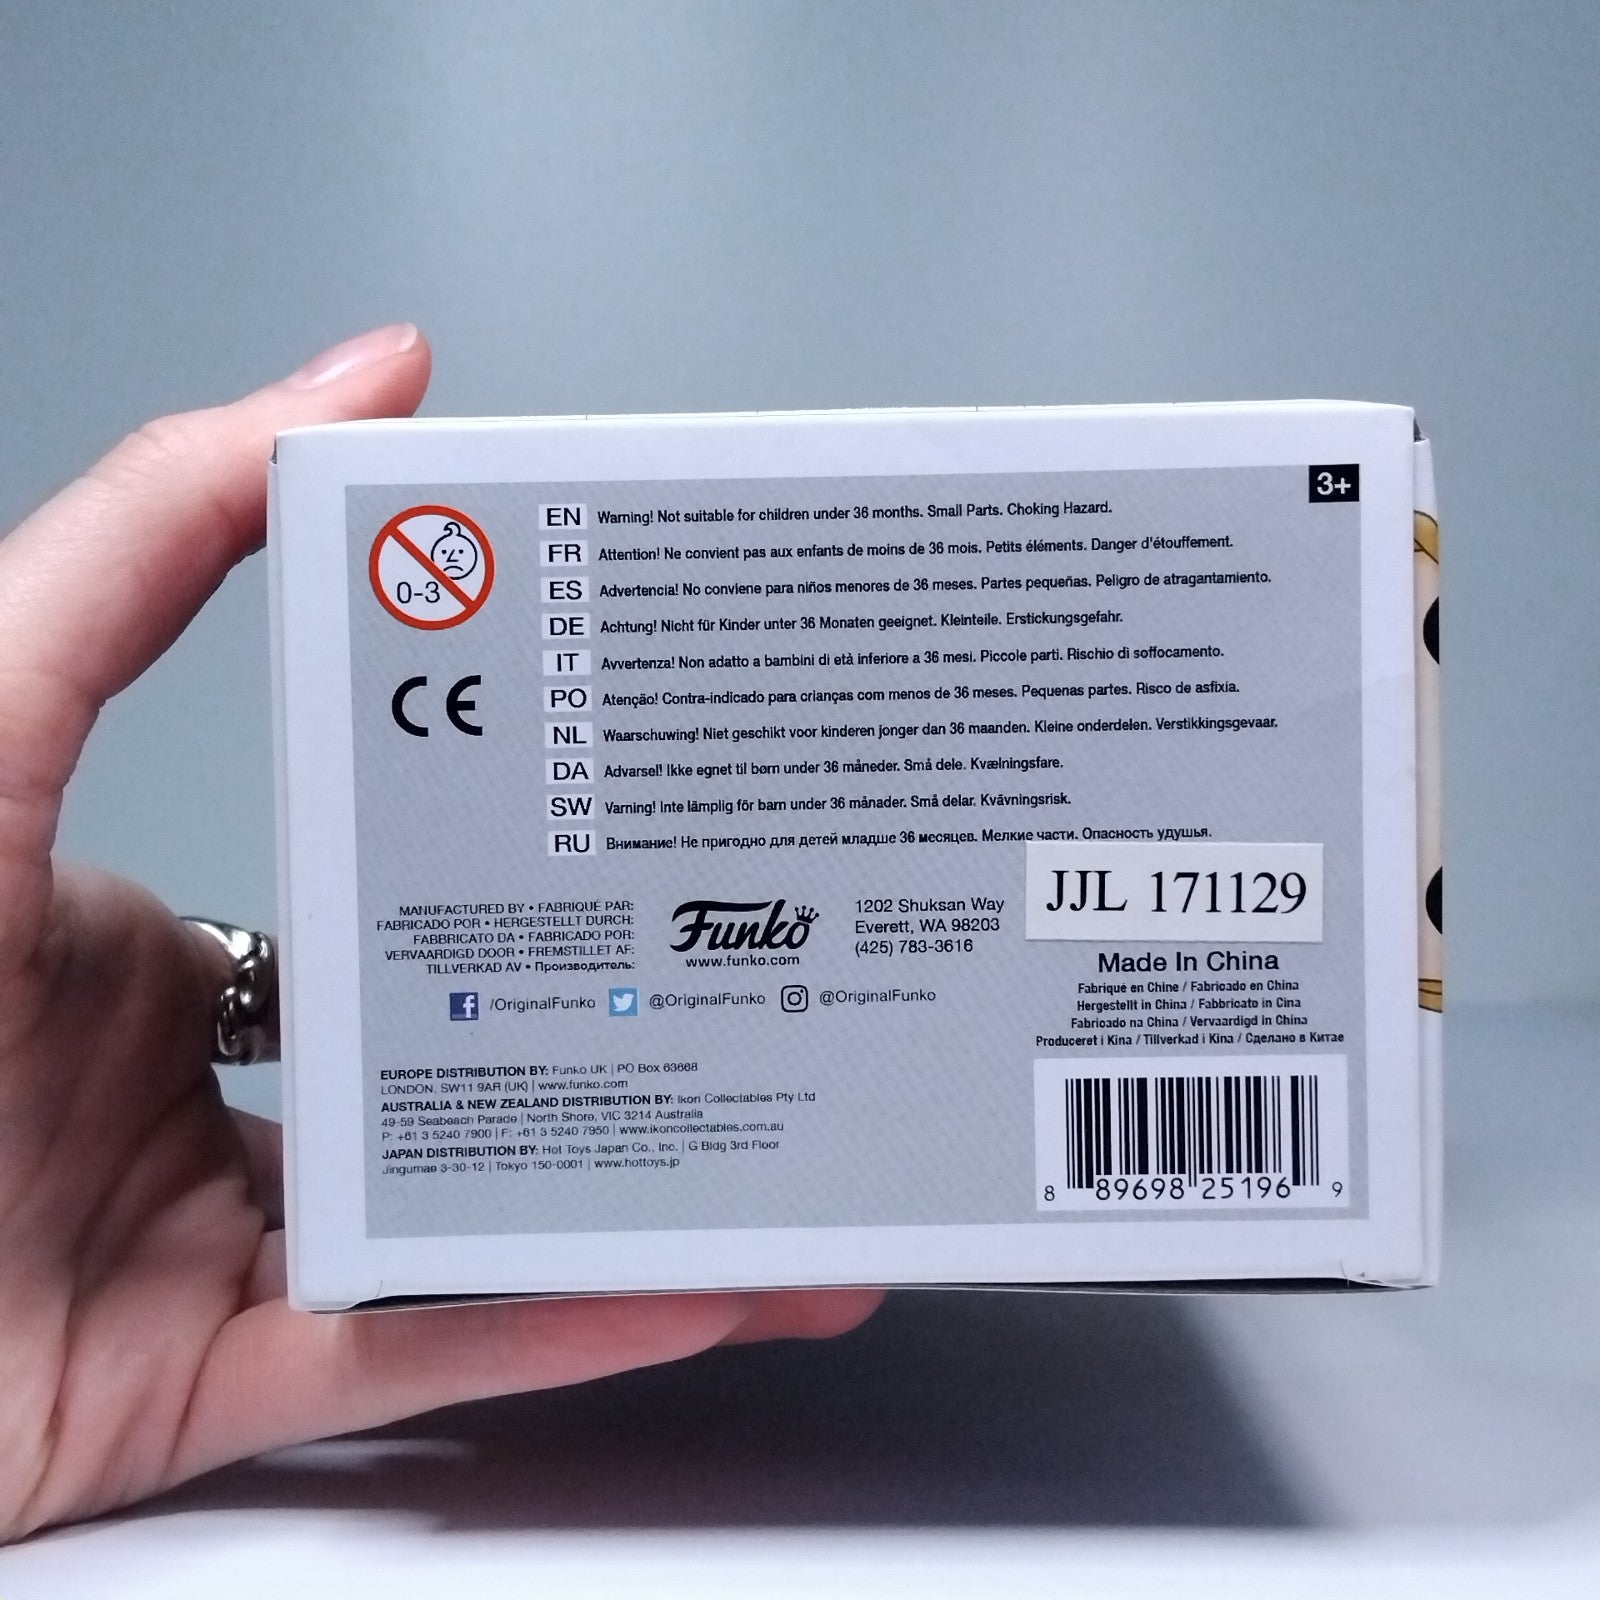 3+
0-3
EN Warning! Not suitable for children under 36 months. Small Parts. Choking Hazard.
FR Attention! Ne convient pas aux enfants de moins de 36 mois. Petits éléments. Danger d'étouffement.
ES Advertencia! No conviene para niños menores de 36 meses. Partes pequeñas. Peligro de atragantamiento.
DE Achtung! Nicht für Kinder unter 36 Monaten geeignet. Kleinteile. Erstickungsgefahr.
IT Avvertenza! Non adatto a bambini di età inferiore a 36 mesi. Piccole parti. Rischio di soffocamento.
PO Atenção! Contra-indicado para crianças com menos de 36 meses. Pequenas partes. Risco de asfixia.
NL Waarschuwing! Niet geschikt voor kinderen jonger dan 36 maanden. Kleine onderdelen. Verstikkingsgevaar.
DA Advarsel! Ikke egnet til børn under 36 måneder. Små dele. Kvælningsfare.
SW Varning! Inte lämplig för barn under 36 månader. Små delar. Kvävningsrisk.
RU Внимание! Не пригодно для детей младше 36 месяцев. Мелкие части. Опасность удушья.
CE
MANUFACTURED BY • FABRIQUÉ PAR:
FABRICADO POR • HERGESTELLT DURCH:
FABBRICATO DA • FABRICADO POR:
VERVAARDIGD DOOR • FREMSTILLET AF:
TILLVERKAD AV • Производитель:
Funko
www.funko.com
1202 Shuksan Way
Everett, WA 98203
(425) 783-3616
/OriginalFunko @OriginalFunko @OriginalFunko
JJL 171129
Made In China
Fabriqué en Chine / Fabricado en China
Hergestellt in China / Fabbricato in Cina
Fabricado na China / Vervaardigd in China
Produceret i Kina / Tillverkad i Kina / Сделано в Китае
EUROPE DISTRIBUTION BY: Funko UK | PO Box 63668
LONDON, SW11 9AR (UK) | www.funko.com
AUSTRALIA & NEW ZEALAND DISTRIBUTION BY: Ikon Collectables Pty Ltd
49-59 Seabeach Parade | North Shore, VIC 3214 Australia
P: +61 3 5240 7900 | F: +61 3 5240 7950 | www.ikoncollectables.com.au
JAPAN DISTRIBUTION BY: Hot Toys Japan Co., Inc. | G Bldg 3rd Floor
Jingumae 3-30-12 | Tokyo 150-0001 | www.hottoys.jp
8 89698 25196 9